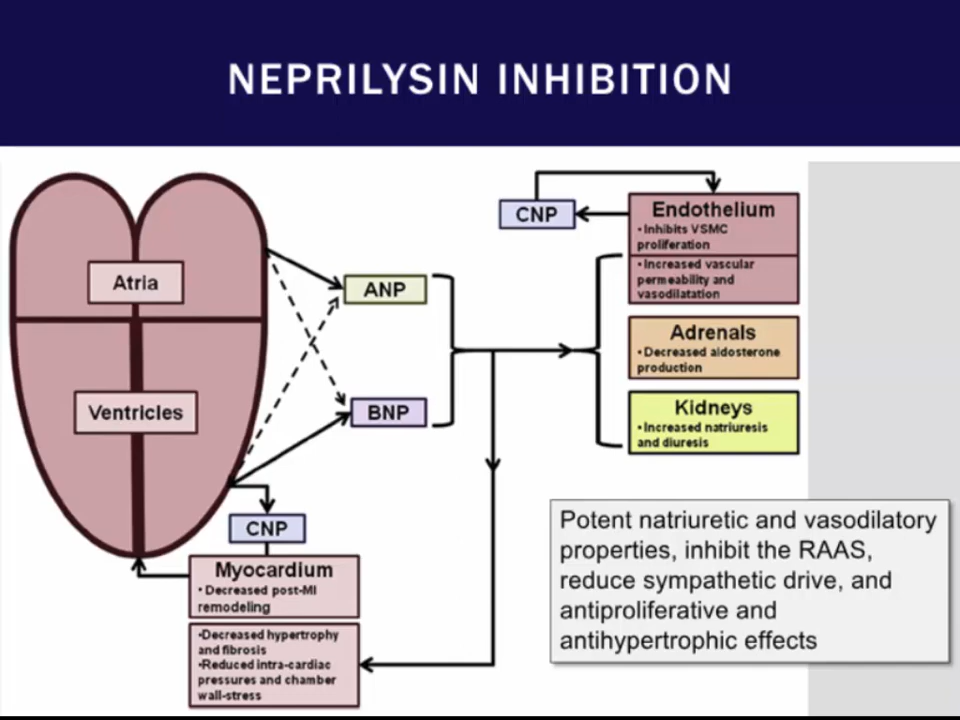 NEPRILYSIN INHIBITION
Atria
Ventricles
ANP
BNP
CNP
Myocardium
• Decreased post-MI
remodeling
•Decreased hypertrophy
and fibrosis
•Reduced intra-cardiac
pressures and chamber
wall-stress
CNP
Endothelium
• Inhibits VSMC
proliferation
• Increased vascular
permeability and
vasodilatation
Adrenals
• Decreased aldosterone
production
Kidneys
• Increased natriuresis
and diuresis
Potent natriuretic and vasodilatory
properties, inhibit the RAAS,
reduce sympathetic drive, and
antiproliferative and
antihypertrophic effects